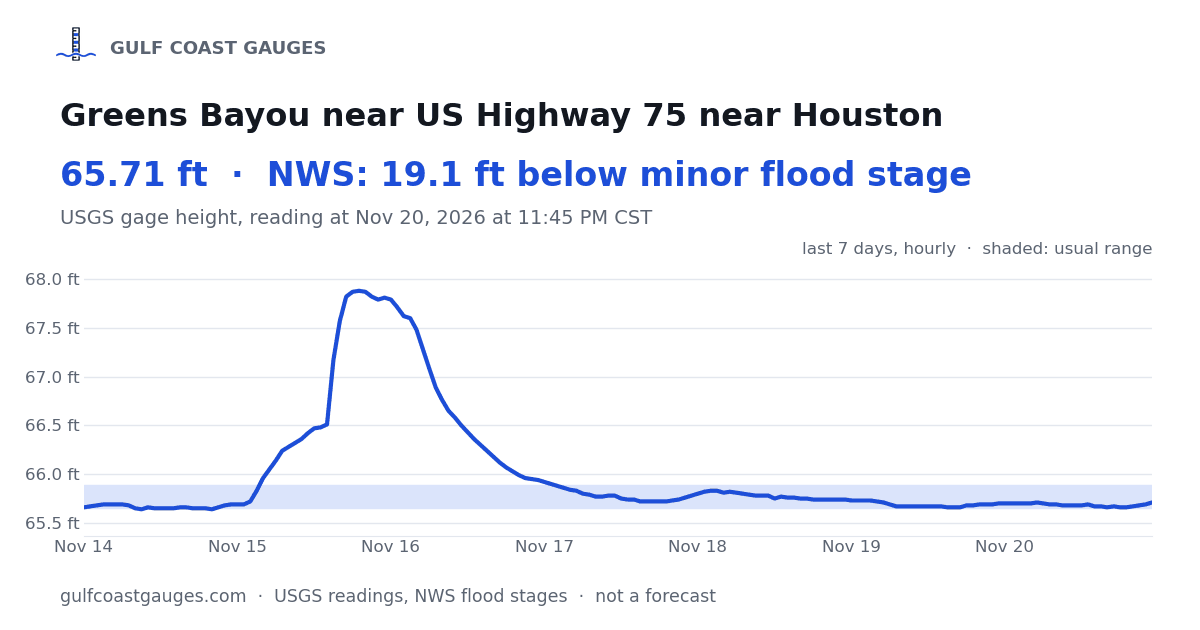 GULF COAST GAUGES
Greens Bayou near US Highway 75 near Houston
65.71 ft · NWS: 19.1 ft below minor flood stage
USGS gage height, reading at Nov 20, 2026 at 11:45 PM CST
last 7 days, hourly · shaded: usual range
68.0 ft
67.5 ft
67.0 ft
66.5 ft
66.0 ft
65.5 ft
Nov 14 Nov 15 Nov 16 Nov 17 Nov 18 Nov 19 Nov 20
gulfcoastgauges.com · USGS readings, NWS flood stages · not a forecast